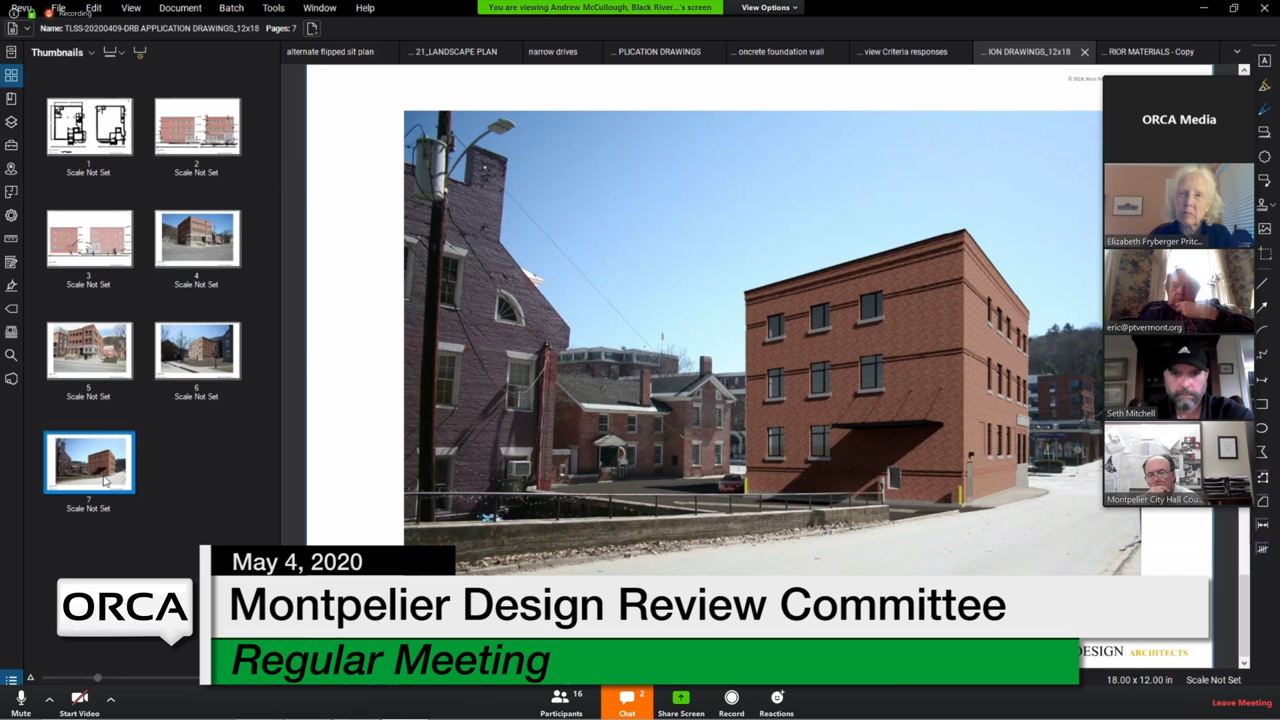 Revu File Edit View Document Batch Tools Window Help
Recording
You are viewing Andrew McCullough, Black River...'s screen
View Options
Name: TLSS-20200409-DRB APPLICATION DRAWINGS_12x18 Pages: 7
Thumbnails
alternate flipped sit plan
... 21_LANDSCAPE PLAN
narrow drives
... PLICATION DRAWINGS
... oncrete foundation wall
... view Criteria responses
... ION DRAWINGS_12x18
... RIOR MATERIALS - Copy
1
Scale Not Set
2
Scale Not Set
3
Scale Not Set
4
Scale Not Set
5
Scale Not Set
6
Scale Not Set
7
Scale Not Set
ORCA Media
Elizabeth Fryberger Pritc...
eric@ptvermont.org
Seth Mitchell
Montpelier City Hall Cou...
May 4, 2020
ORCA
Montpelier Design Review Committee
Regular Meeting
DESIGN ARCHITECTS
18.00 x 12.00 in Scale Not Set
Mute
Start Video
16
Participants
2
Chat
Share Screen
Record
Reactions
Leave Meeting